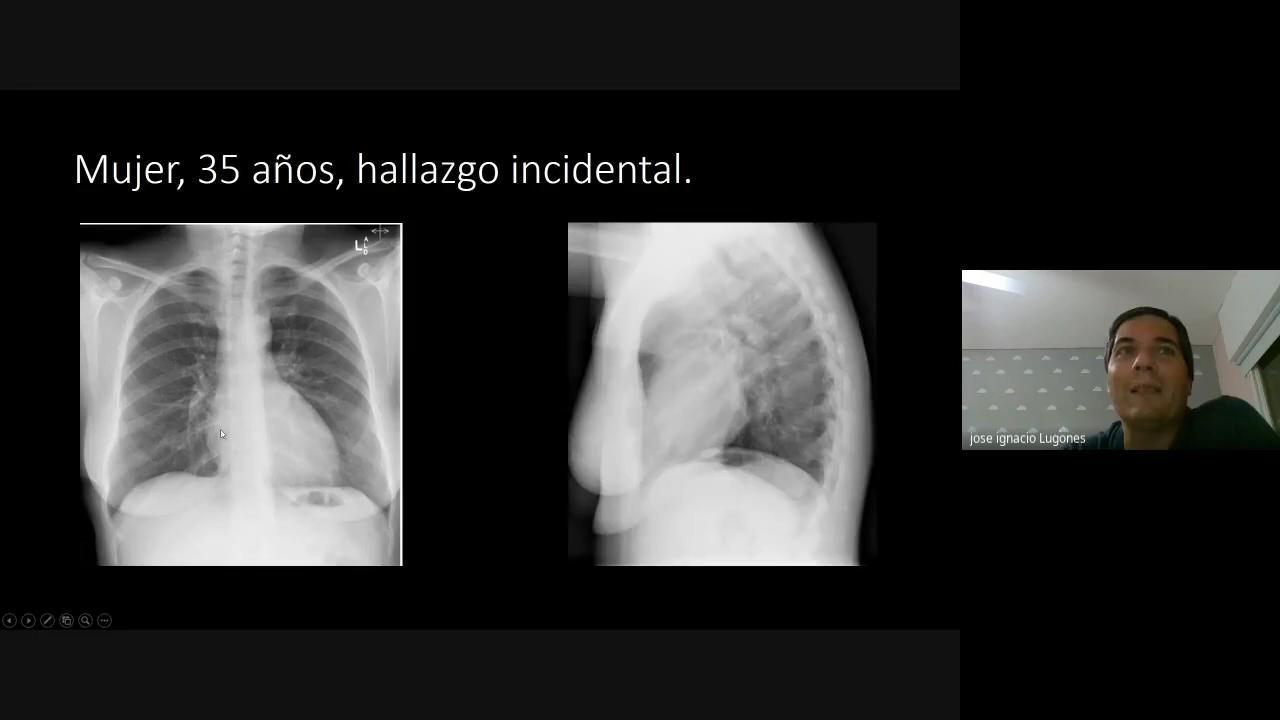 Mujer, 35 años, hallazgo incidental.
L
A
L
D
jose ignacio Lugones